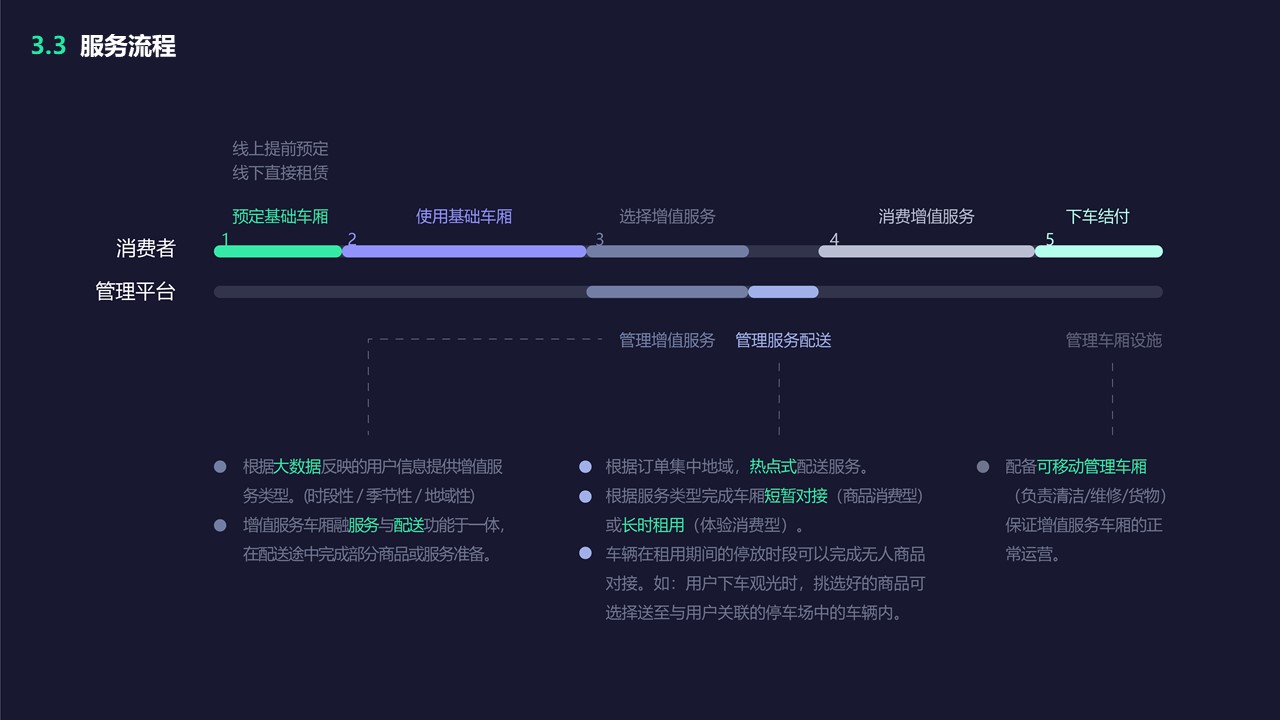 3.3 服务流程
线上提前预定
线下直接租赁
预定基础车厢
使用基础车厢
选择增值服务
消费增值服务
下车结付
1
2
3
4
5
消费者
管理平台
管理增值服务
管理服务配送
管理车厢设施
根据大数据反映的用户信息提供增值服
务类型。(时段性 / 季节性 / 地域性)
增值服务车厢融服务与配送功能于一体，
在配送途中完成部分商品或服务准备。
根据订单集中地域，热点式配送服务。
根据服务类型完成车厢短暂对接（商品消费型）
或长时租用（体验消费型）。
车辆在租用期间的停放时段可以完成无人商品
对接。如：用户下车观光时，挑选好的商品可
选择送至与用户关联的停车场中的车辆内。
配备可移动管理车厢
（负责清洁/维修/货物）
保证增值服务车厢的正
常运营。